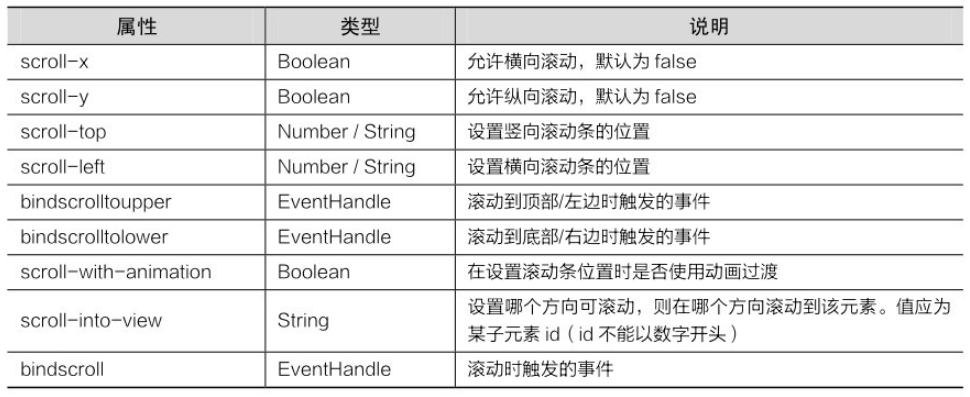 属性 类型 说明
scroll-x Boolean 允许横向滚动，默认为 false
scroll-y Boolean 允许纵向滚动，默认为 false
scroll-top Number / String 设置竖向滚动条的位置
scroll-left Number / String 设置横向滚动条的位置
bindscrolltoupper EventHandle 滚动到顶部/左边时触发的事件
bindscrolltolower EventHandle 滚动到底部/右边时触发的事件
scroll-with-animation Boolean 在设置滚动条位置时是否使用动画过渡
scroll-into-view String 设置哪个方向可滚动，则在哪个方向滚动到该元素。值应为
某子元素 id（id 不能以数字开头）
bindscroll EventHandle 滚动时触发的事件